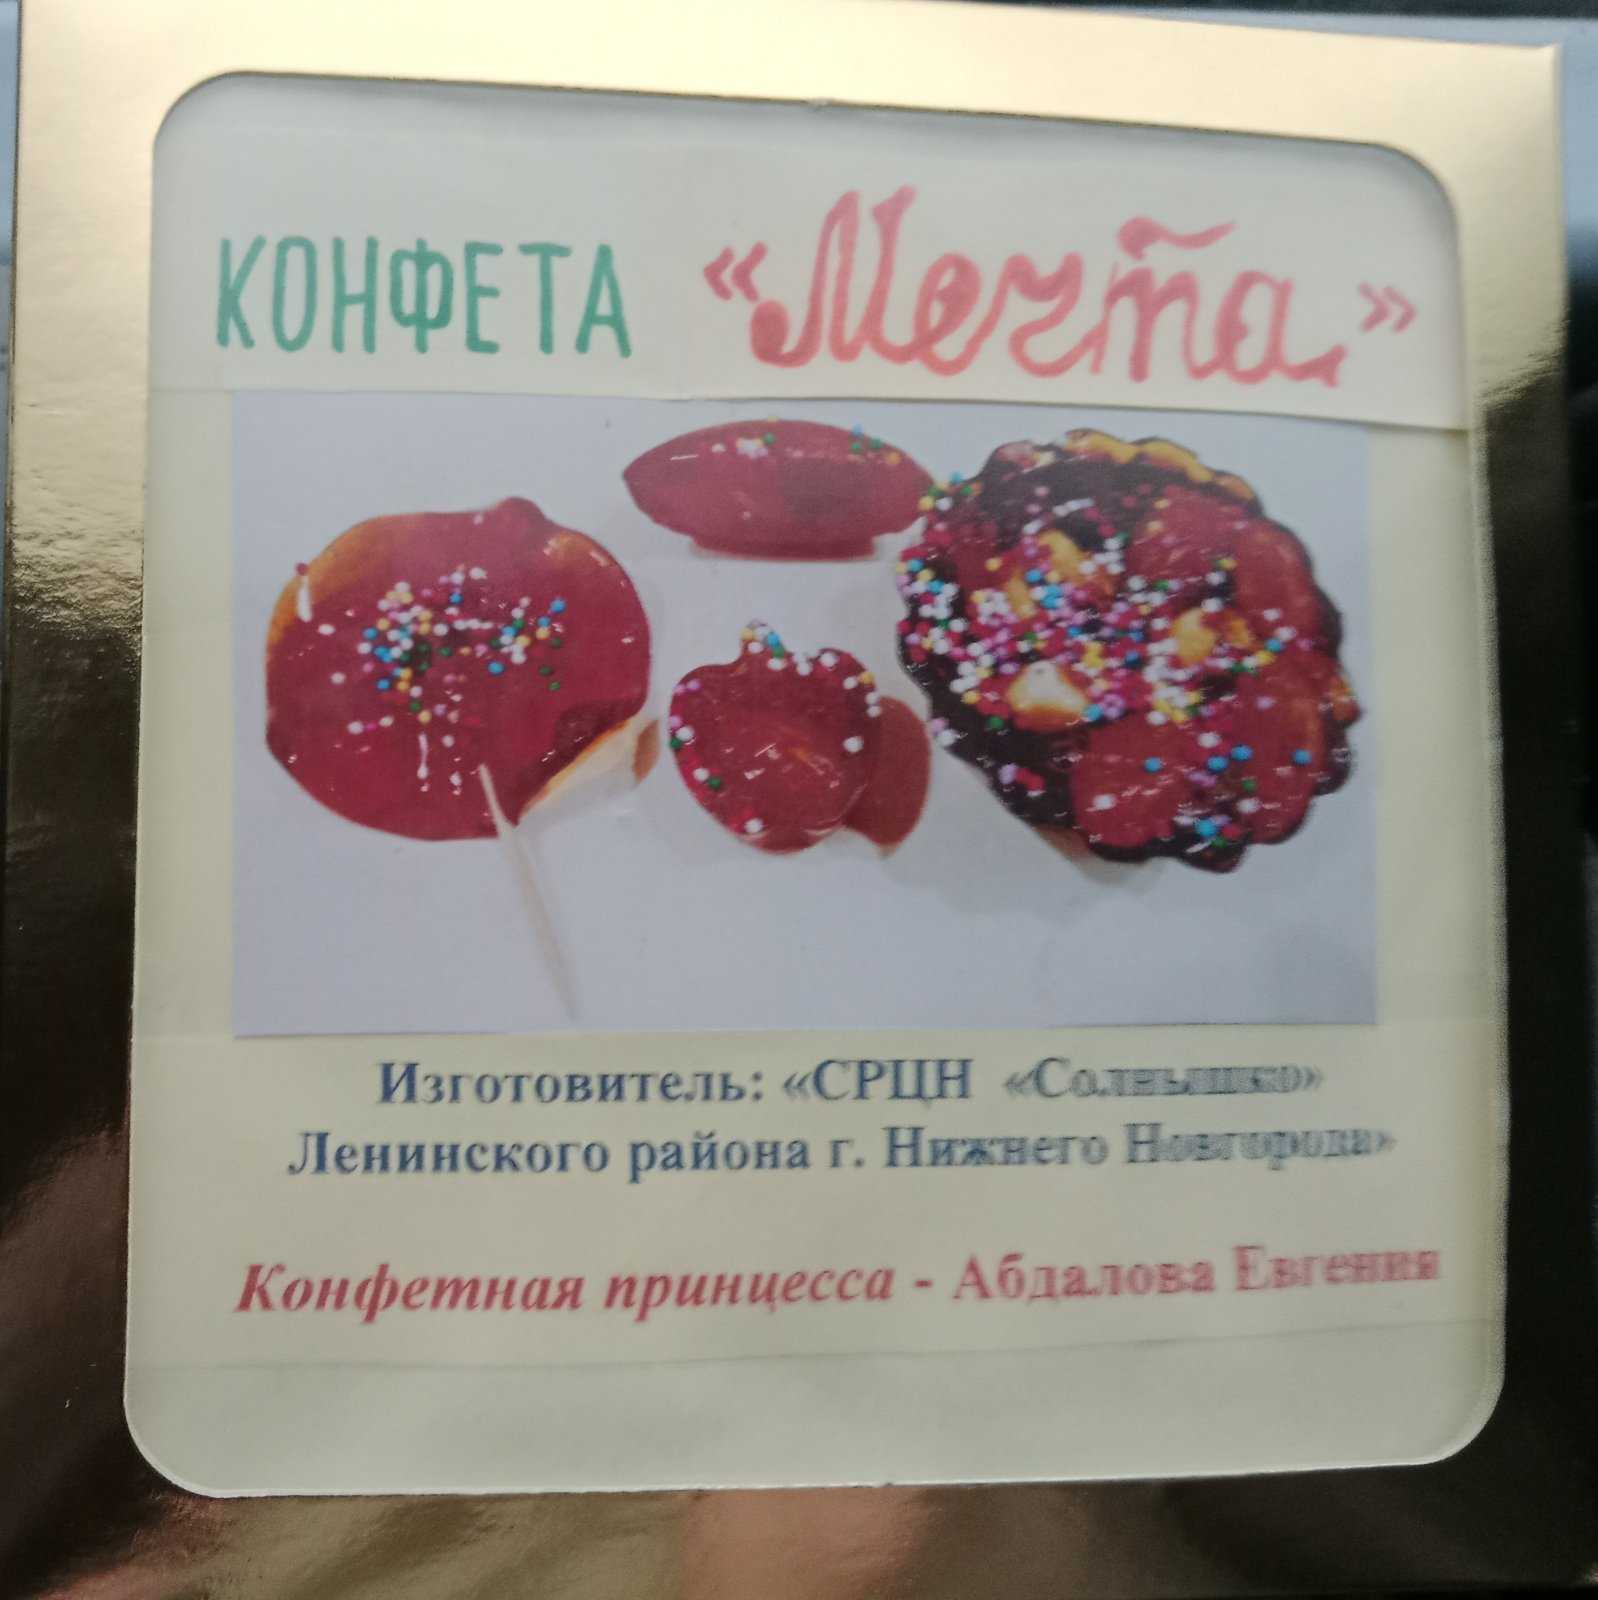 КОНФЕТА «Мечта»
Изготовитель: «СРЦН «Солнышко»
Ленинского района г. Нижнего Новгорода»
Конфетная принцесса - Абдалова Евгения